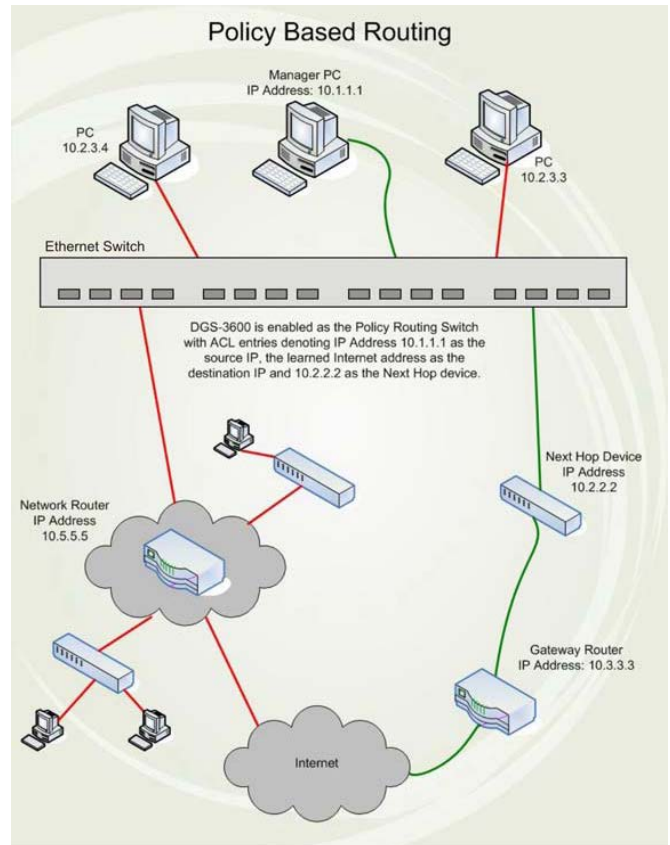 Policy Based Routing
Manager PC
IP Address: 10.1.1.1
PC
10.2.3.4
PC
10.2.3.3
Ethernet Switch
DGS-3600 is enabled as the Policy Routing Switch
with ACL entries denoting IP Address 10.1.1.1 as the
source IP, the learned Internet address as the
destination IP and 10.2.2.2 as the Next Hop device.
Next Hop Device
IP Address
10.2.2.2
Network Router
IP Address
10.5.5.5
Gateway Router
IP Address: 10.3.3.3
Internet